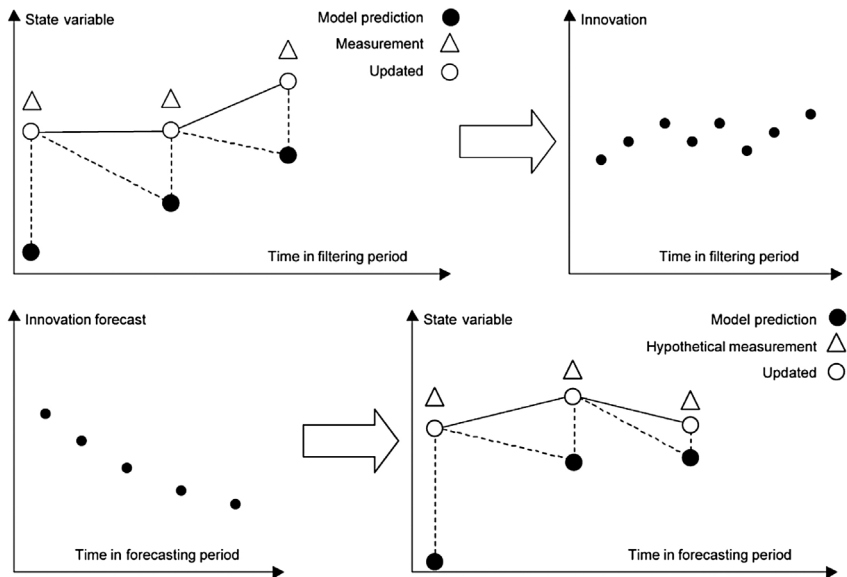 State variable
Model prediction
Measurement
Updated
Time in filtering period
Innovation
Time in filtering period
Innovation forecast
Time in forecasting period
State variable
Model prediction
Hypothetical measurement
Updated
Time in forecasting period